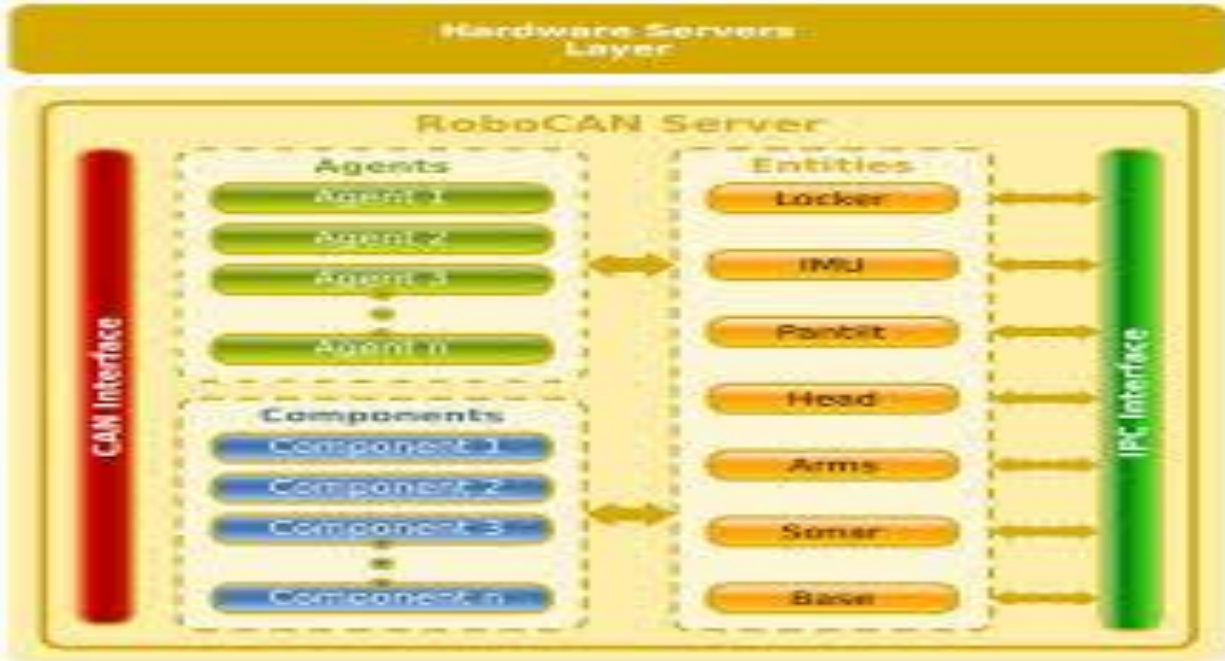 Hardware Servers
Layer
RoboCAN Server
CAN Interface
Agents
Agent 1
Agent 2
Agent 3
Agent n
Components
Component 1
Component 2
Component 3
Component n
Entities
Locker
IMU
Pantilt
Head
Arms
Sonar
Base
IPC Interface